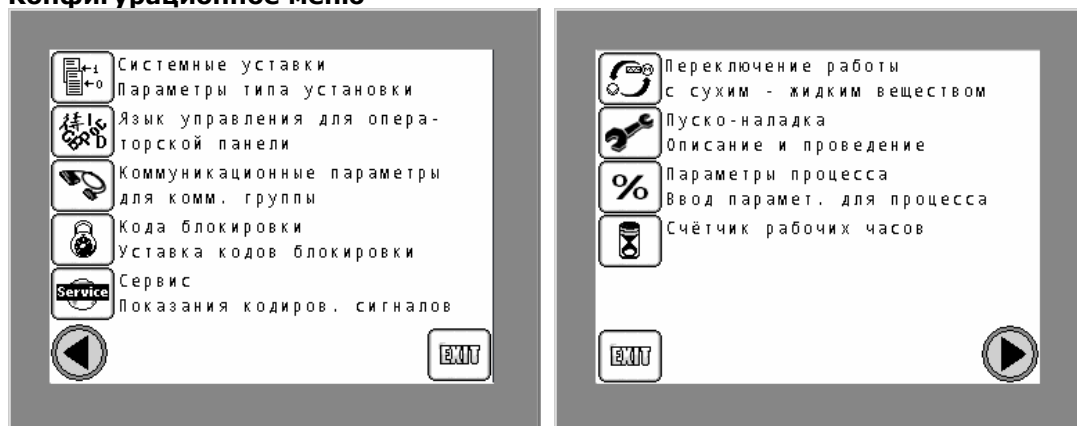 Конфигурационное меню
Системные уставки
Параметры типа установки
Язык управления для опера-
торской панели
Коммуникационные параметры
для комм. группы
Кода блокировки
Уставка кодов блокировки
Service
Сервис
Показания кодиров. сигналов
EXIT
Переключение работы
с сухим - жидким веществом
Пуско-наладка
Описание и проведение
%
Параметры процесса
Ввод парамет. для процесса
Счётчик рабочих часов
EXIT